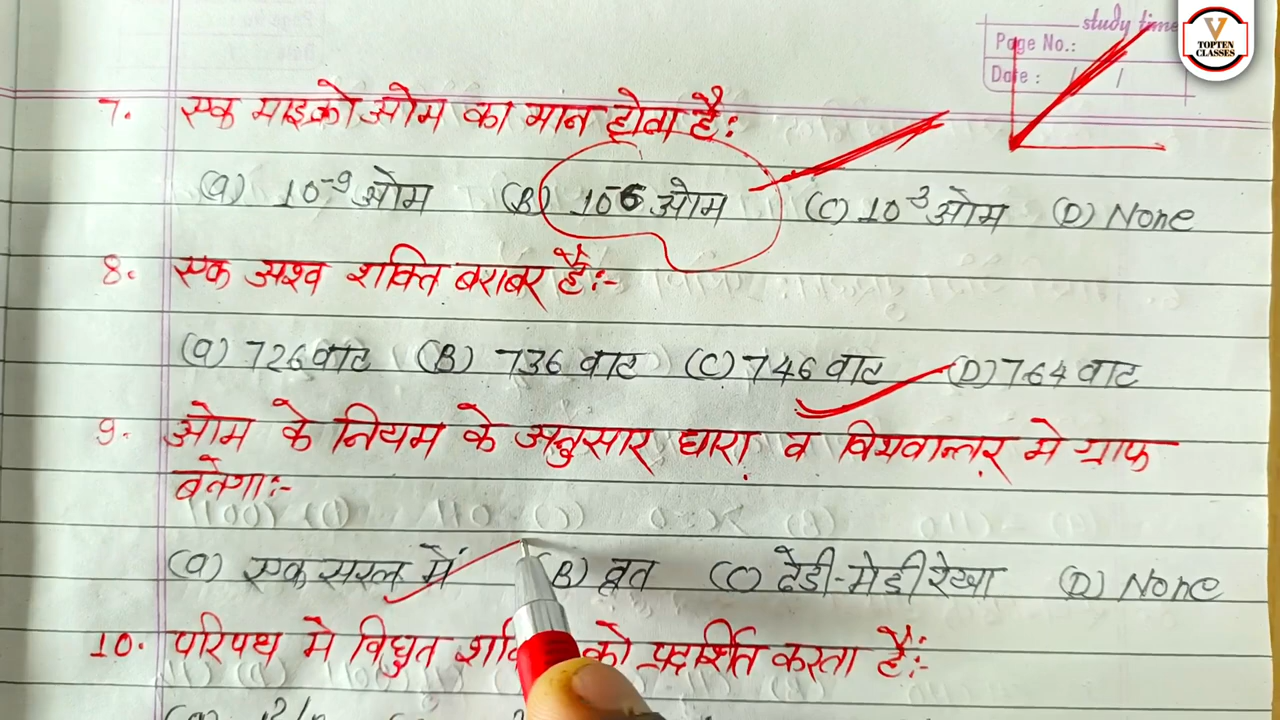 study time
Page No.:
Date : / /
V
TOPTEN
CLASSES
7. एक माइक्रो ओम का मान होता है:
(a) 10⁻⁹ ओम (B) 10⁻6 ओम (C) 10⁻³ ओम (D) None
8. एक अश्व शक्ति बराबर है:-
(a) 726 वाट (B) 736 वाट (C) 746 वाट (D) 764 वाट
9. ओम के नियम के अनुसार धारा व विभवान्तर मे ग्राफ
बनेगा:-
(a) एक सरल में (B) वृत (C) टेडी-मेडी रेखा (D) None
10. परिपथ मे विधुत को प्रदर्शित करता है:-